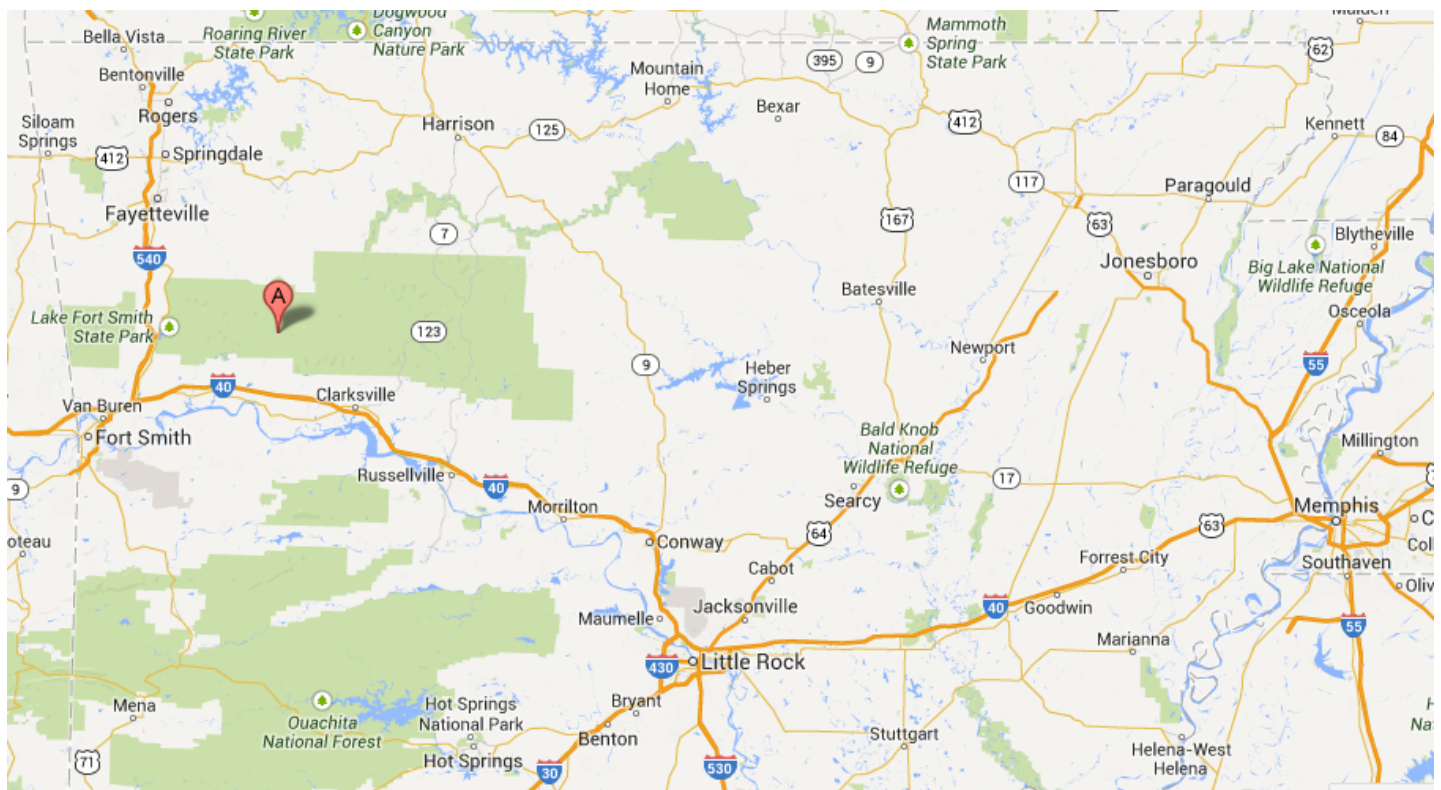 Roaring River
State Park
Dogwood
Canyon
Nature Park
Mammoth
Spring
State Park
Malden
Bella Vista
62
395
9
Bentonville
Mountain
Home
Rogers
Bexar
Siloam
Springs
Harrison
125
412
Kennett
84
412
Springdale
117
Paragould
Fayetteville
167
63
7
Blytheville
540
Jonesboro
Big Lake National
Wildlife Refuge
A
Batesville
Lake Fort Smith
State Park
123
Osceola
Newport
9
Heber
Springs
55
40
Clarksville
Van Buren
Fort Smith
Bald Knob
National
Wildlife Refuge
Millington
Russellville
40
17
9
Searcy
Morrilton
Memphis
63
64
C
Conway
Coll
oteau
Forrest City
Cabot
Southaven
Oliv
Jacksonville
40
Goodwin
Maumelle
55
Marianna
430
Little Rock
Mena
Hot Springs
National Park
Bryant
H
Na
Ouachita
National Forest
Benton
Stuttgart
Helena-West
Helena
71
Hot Springs
30
530